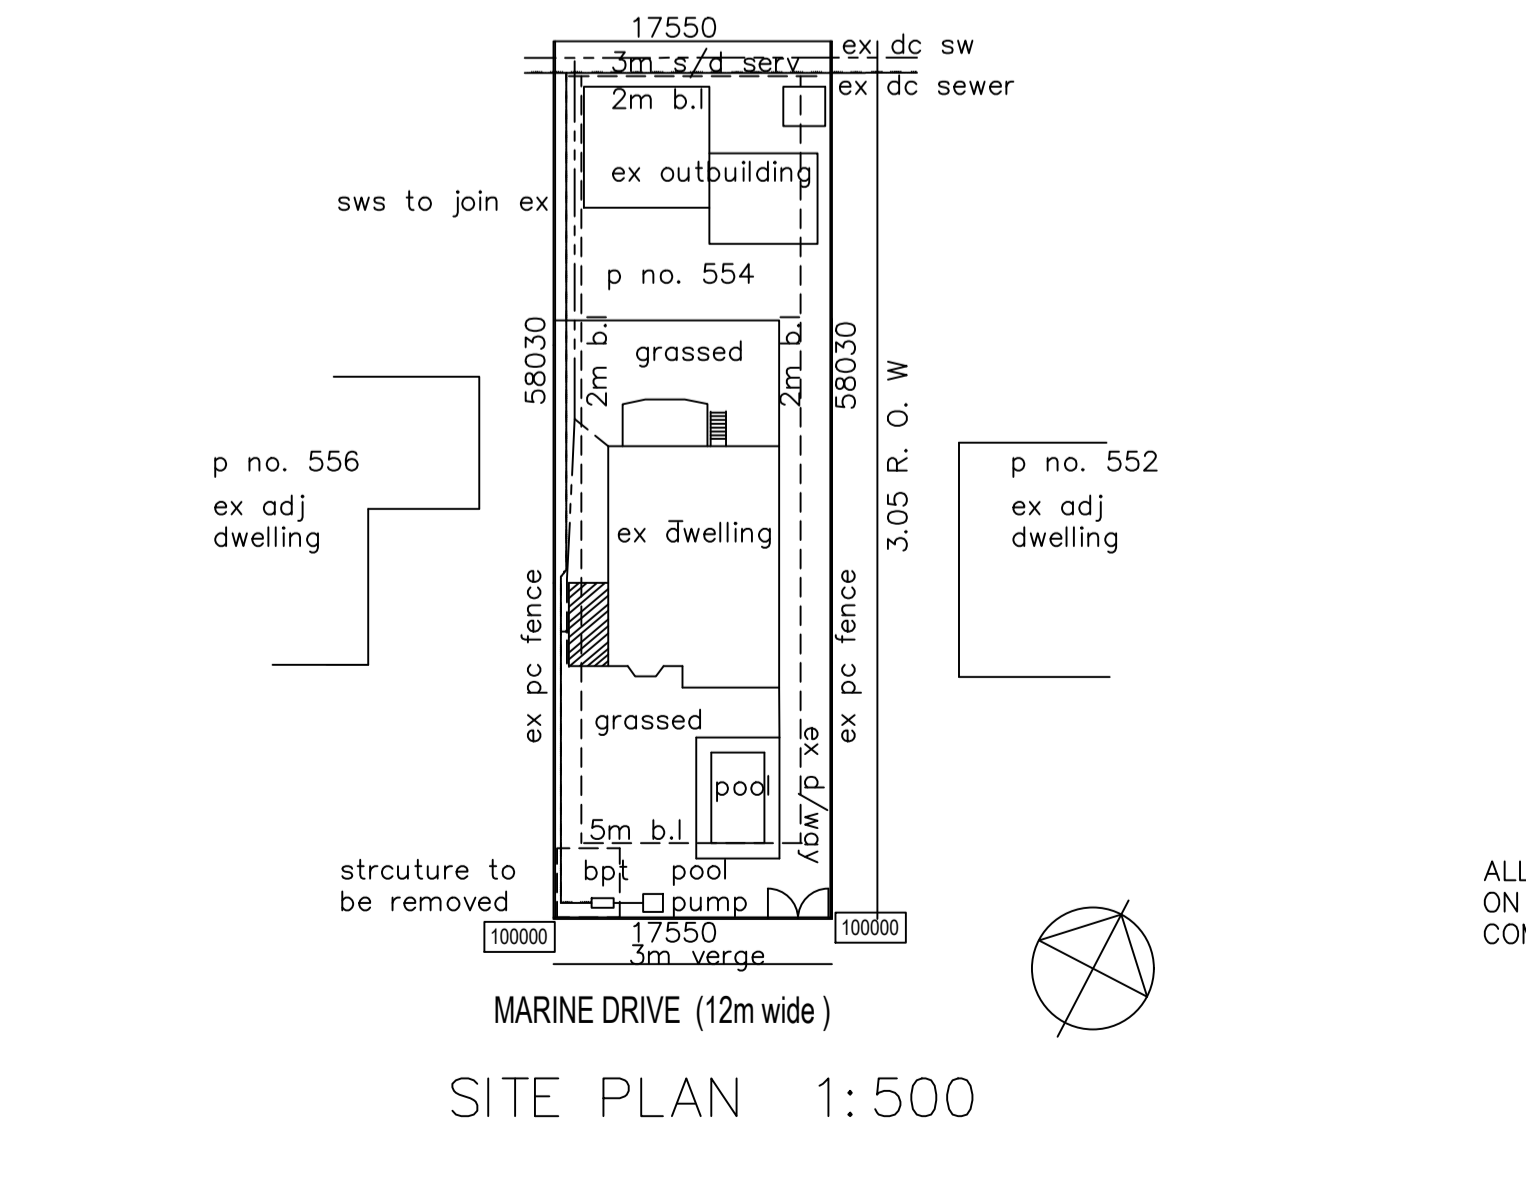 17550
ex dc sw
3m s/d serv
ex dc sewer
2m b.l
ex outbuilding
sws to join ex
p no. 554
58030
2m b.l
grassed
2m b.l
58030
3.05 R. O. W
p no. 556
ex adj
dwelling
p no. 552
ex adj
dwelling
ex dwelling
ex pc fence
ex pc fence
grassed
ex d/way
pool
5m b.l
strcuture to
be removed
bpt
pool
pump
100000
17550
100000
3m verge
MARINE DRIVE (12m wide )
SITE PLAN 1:500
ALL
ON